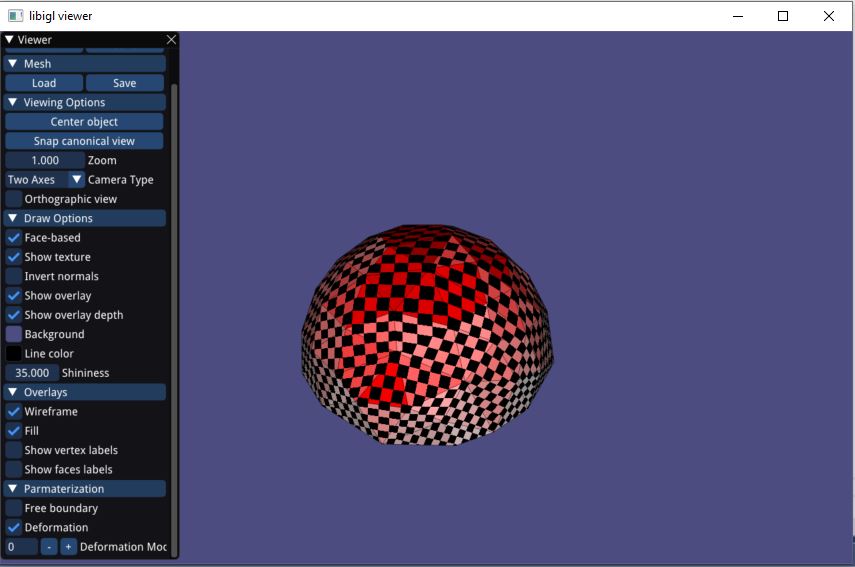 libigl viewer
Viewer
Mesh
Load Save
Viewing Options
Center object
Snap canonical view
1.000 Zoom
Two Axes Camera Type
Orthographic view
Draw Options
Face-based
Show texture
Invert normals
Show overlay
Show overlay depth
Background
Line color
35.000 Shininess
Overlays
Wireframe
Fill
Show vertex labels
Show faces labels
Parmaterization
Free boundary
Deformation
0 - + Deformation Moc